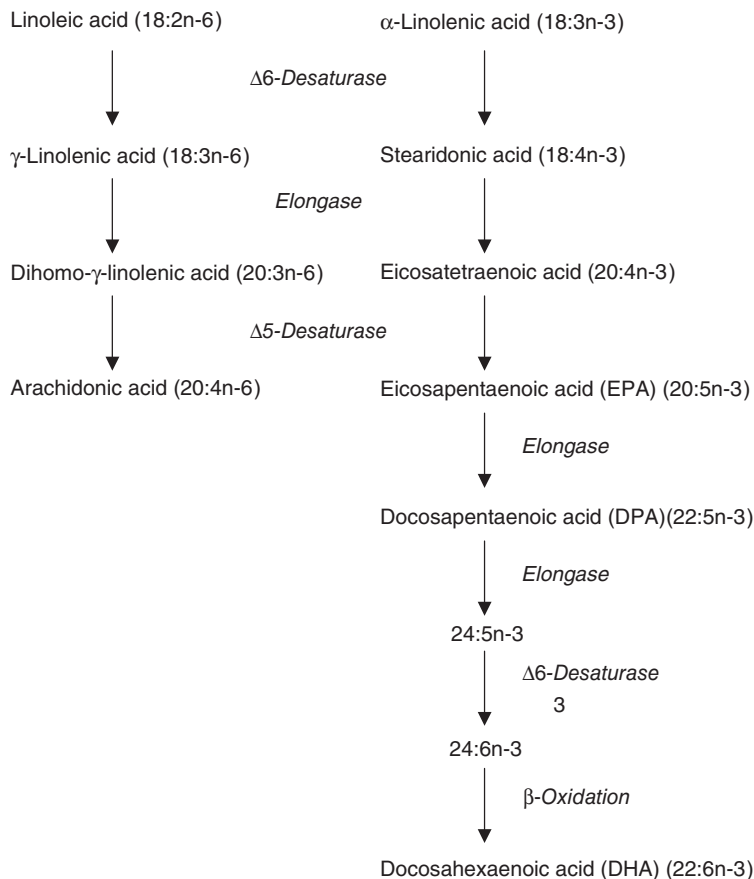 Linoleic acid (18:2n-6)
α-Linolenic acid (18:3n-3)
Δ6-Desaturase
γ-Linolenic acid (18:3n-6)
Stearidonic acid (18:4n-3)
Elongase
Dihomo-γ-linolenic acid (20:3n-6)
Eicosatetraenoic acid (20:4n-3)
Δ5-Desaturase
Arachidonic acid (20:4n-6)
Eicosapentaenoic acid (EPA) (20:5n-3)
Elongase
Docosapentaenoic acid (DPA)(22:5n-3)
Elongase
24:5n-3
Δ6-Desaturase
3
24:6n-3
β-Oxidation
Docosahexaenoic acid (DHA) (22:6n-3)